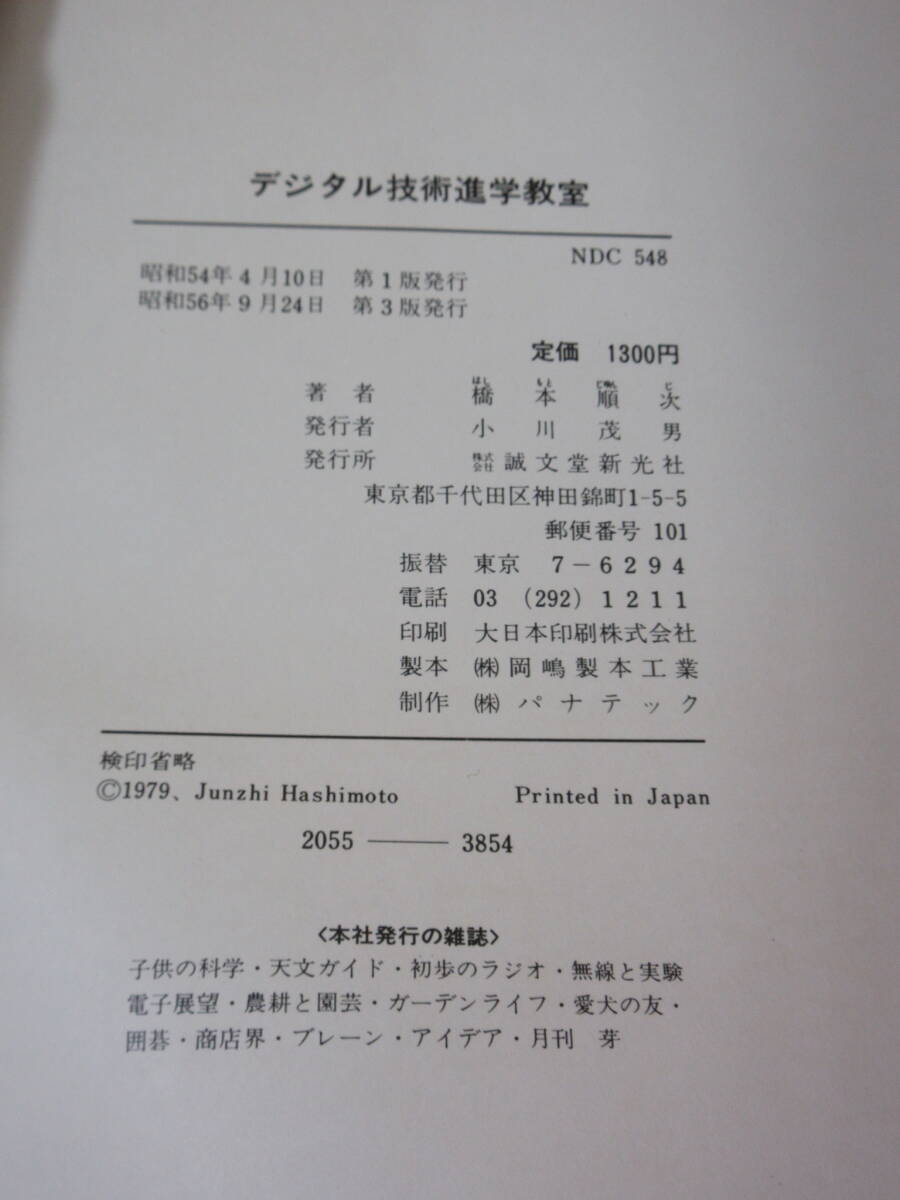 デジタル技術進学教室
NDC 548
昭和54年4月10日 第1版発行
昭和56年9月24日 第3版発行
定価 1300円
著者 橋本順次 はしもとじゅんじ
発行者 小川茂男
発行所 株式会社 誠文堂新光社
東京都千代田区神田錦町1-5-5
郵便番号 101
振替 東京 7-6294
電話 03 (292) 1211
印刷 大日本印刷株式会社
製本 ㈱岡嶋製本工業
制作 ㈱パナテック
検印省略
©1979、Junzhi Hashimoto Printed in Japan
2055 — 3854
〈本社発行の雑誌〉
子供の科学・天文ガイド・初歩のラジオ・無線と実験
電子展望・農耕と園芸・ガーデンライフ・愛犬の友・
囲碁・商店界・ブレーン・アイデア・月刊 芽